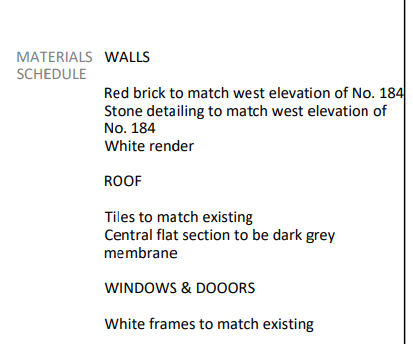 MATERIALS SCHEDULE
WALLS
Red brick to match west elevation of No. 184
Stone detailing to match west elevation of
No. 184
White render
ROOF
Tiles to match existing
Central flat section to be dark grey
membrane
WINDOWS & DOOORS
White frames to match existing